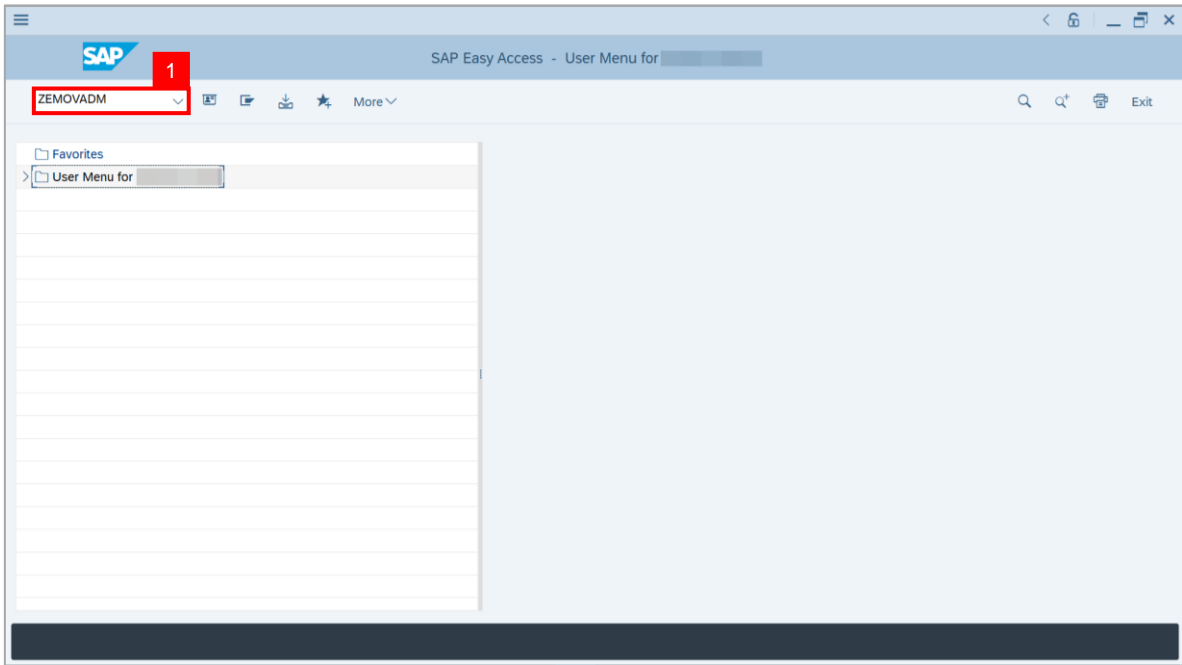 SAP
SAP Easy Access - User Menu for
1
ZEMOVADM
More
Exit
Favorites
User Menu for